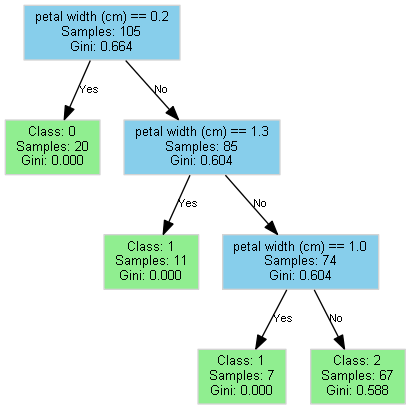 petal width (cm) == 0.2
Samples: 105
Gini: 0.664
Yes
No
Class: 0
Samples: 20
Gini: 0.000
petal width (cm) == 1.3
Samples: 85
Gini: 0.604
Yes
No
Class: 1
Samples: 11
Gini: 0.000
petal width (cm) == 1.0
Samples: 74
Gini: 0.604
Yes
No
Class: 1
Samples: 7
Gini: 0.000
Class: 2
Samples: 67
Gini: 0.588